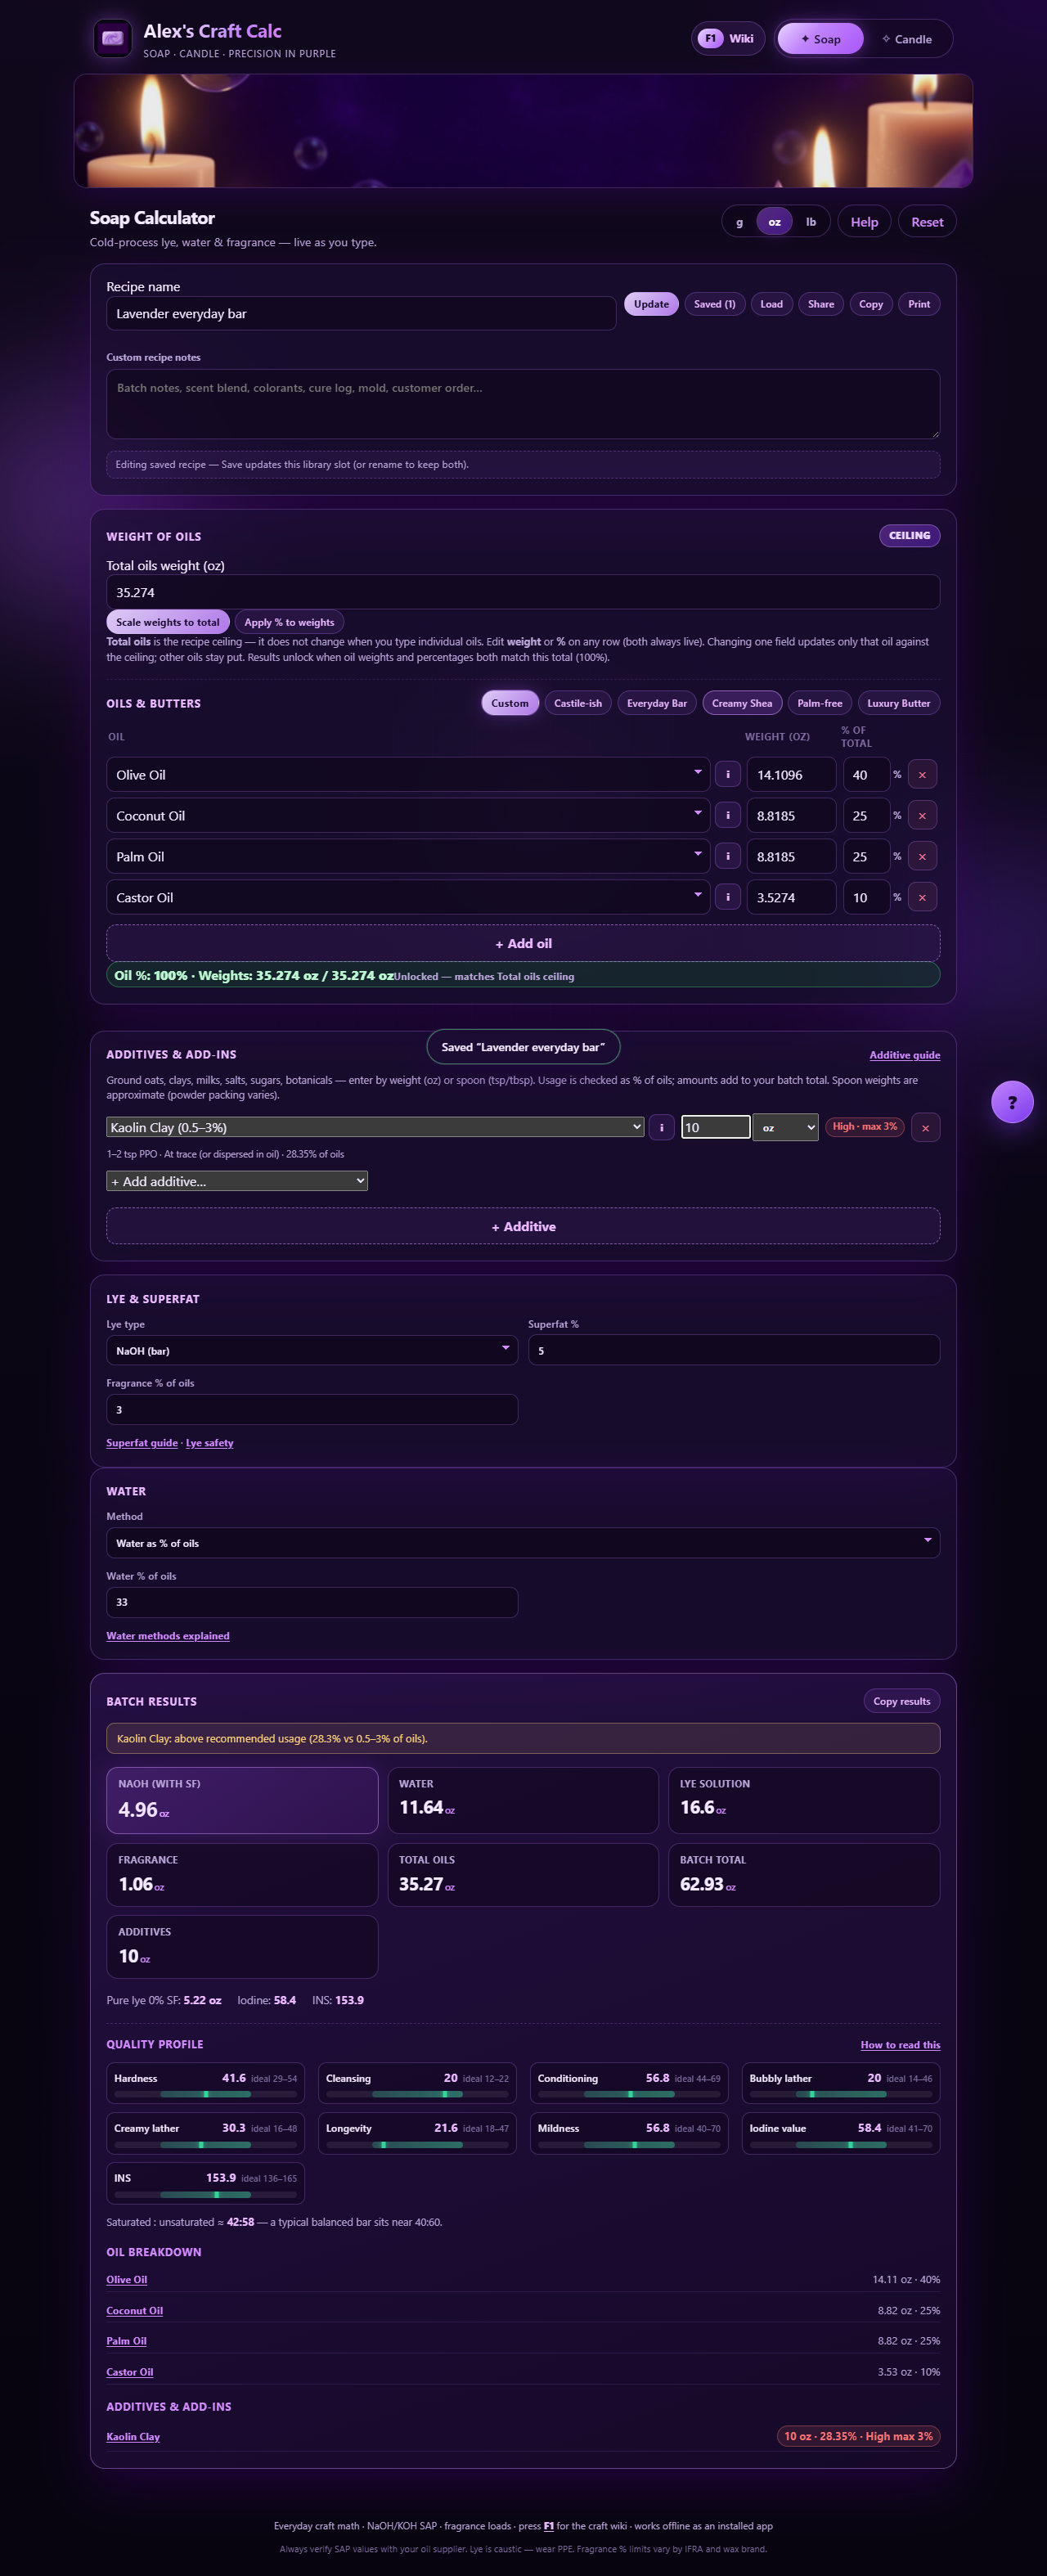 Alex's Craft Calc
SOAP · CANDLE · PRECISION IN PURPLE
F1 Wiki
✦ Soap
✧ Candle
Soap Calculator
Cold-process lye, water & fragrance — live as you type.
g oz lb
Help
Reset
Recipe name
Lavender everyday bar
Update
Saved (1)
Load
Share
Copy
Print
Custom recipe notes
Batch notes, scent blend, colorants, cure log, mold, customer order...
Editing saved recipe — Save updates this library slot (or rename to keep both).
WEIGHT OF OILS
CEILING
Total oils weight (oz)
35.274
Scale weights to total
Apply % to weights
Total oils is the recipe ceiling — it does not change when you type individual oils. Edit weight or % on any row (both always live). Changing one field updates only that oil against
the ceiling; other oils stay put. Results unlock when oil weights and percentages both match this total (100%).
OILS & BUTTERS
Custom
Castile-ish
Everyday Bar
Creamy Shea
Palm-free
Luxury Butter
OIL
WEIGHT (OZ)
% OF
TOTAL
Olive Oil i 14.1096 40 % ×
Coconut Oil i 8.8185 25 % ×
Palm Oil i 8.8185 25 % ×
Castor Oil i 3.5274 10 % ×
+ Add oil
Oil %: 100% · Weights: 35.274 oz / 35.274 ozUnlocked — matches Total oils ceiling
Saved “Lavender everyday bar”
ADDITIVES & ADD-INS
Additive guide
Ground oats, clays, milks, salts, sugars, botanicals — enter by weight (oz) or spoon (tsp/tbsp). Usage is checked as % of oils; amounts add to your batch total. Spoon weights are
approximate (powder packing varies).
Kaolin Clay (0.5–3%) i 10 oz High · max 3% ×
1–2 tsp PPO · At trace (or dispersed in oil) · 28.35% of oils
+ Add additive...
+ Additive
?
LYE & SUPERFAT
Lye type
NaOH (bar)
Superfat %
5
Fragrance % of oils
3
Superfat guide · Lye safety
WATER
Method
Water as % of oils
Water % of oils
33
Water methods explained
BATCH RESULTS
Copy results
Kaolin Clay: above recommended usage (28.3% vs 0.5–3% of oils).
NAOH (WITH SF)
4.96 oz
WATER
11.64 oz
LYE SOLUTION
16.6 oz
FRAGRANCE
1.06 oz
TOTAL OILS
35.27 oz
BATCH TOTAL
62.93 oz
ADDITIVES
10 oz
Pure lye 0% SF: 5.22 oz Iodine: 58.4 INS: 153.9
QUALITY PROFILE
How to read this
Hardness 41.6 ideal 29–54
Cleansing 20 ideal 12–22
Conditioning 56.8 ideal 44–69
Bubbly lather 20 ideal 14–46
Creamy lather 30.3 ideal 16–48
Longevity 21.6 ideal 18–47
Mildness 56.8 ideal 40–70
Iodine value 58.4 ideal 41–70
INS 153.9 ideal 136–165
Saturated : unsaturated ≈ 42:58 — a typical balanced bar sits near 40:60.
OIL BREAKDOWN
Olive Oil 14.11 oz · 40%
Coconut Oil 8.82 oz · 25%
Palm Oil 8.82 oz · 25%
Castor Oil 3.53 oz · 10%
ADDITIVES & ADD-INS
Kaolin Clay 10 oz · 28.35% · High max 3%
Everyday craft math · NaOH/KOH SAP · fragrance loads · press F1 for the craft wiki · works offline as an installed app
Always verify SAP values with your oil supplier. Lye is caustic — wear PPE. Fragrance % limits vary by IFRA and wax brand.